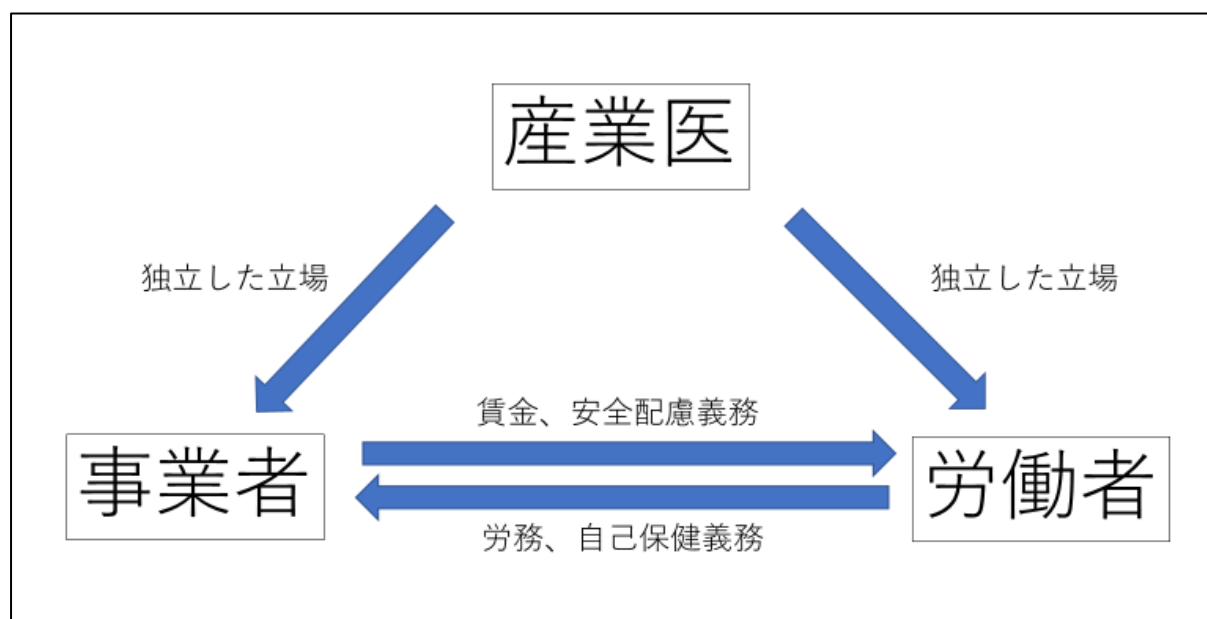 産業医
独立した立場
独立した立場
賃金、安全配慮義務
事業者
労働者
労務、自己保健義務